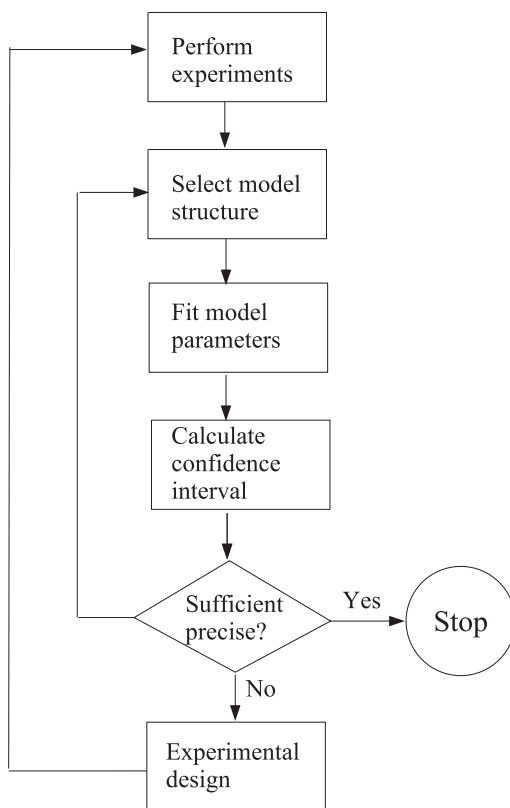 Perform
experiments
Select model
structure
Fit model
parameters
Calculate
confidence
interval
Sufficient
precise?
Yes
Stop
No
Experimental
design